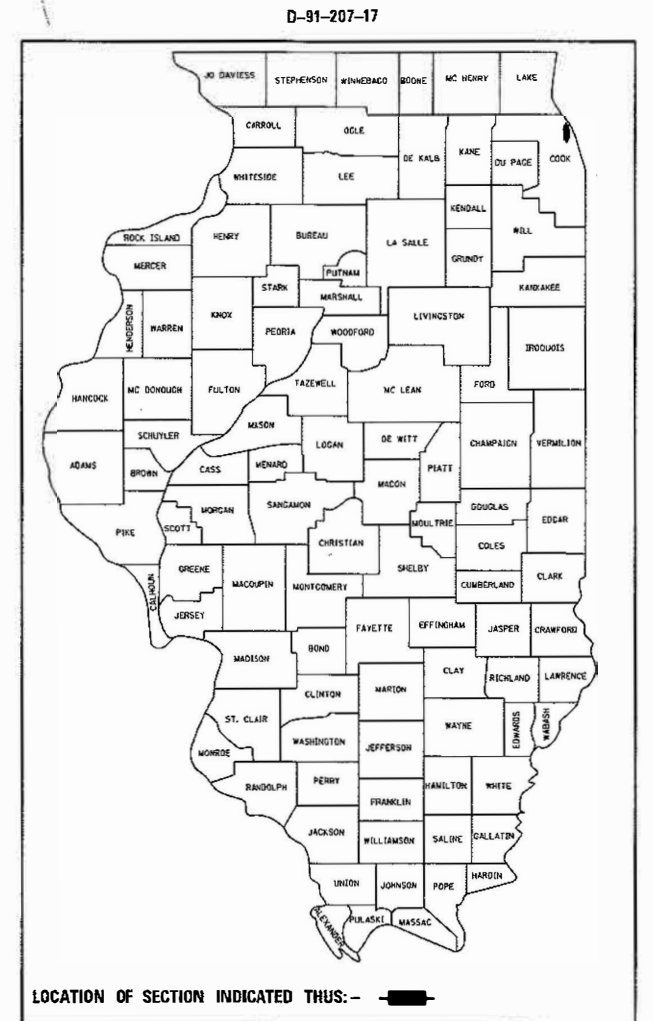 D-91-207-17
JO DAVIESS
STEPHENSON
WINNEBAGO
BOONE
MC HENRY
LAKE
CARROLL
OGLE
DE KALB
KANE
DU PAGE
COOK
WHITESIDE
LEE
KENDALL
WILL
ROCK ISLAND
HENRY
BUREAU
LA SALLE
GRUNDY
MERCER
PUTNAM
KANKAKEE
STARK
MARSHALL
HENDERSON
WARREN
KNOX
PEORIA
WOODFORD
LIVINGSTON
IROQUOIS
HANCOCK
MC DONOUGH
FULTON
TAZEWELL
MC LEAN
FORD
MASON
SCHUYLER
LOGAN
DE WITT
CHAMPAIGN
VERMILION
ADAMS
BROWN
CASS
MENARD
MACON
PIATT
MORGAN
SANGAMON
DOUGLAS
PIKE
SCOTT
CHRISTIAN
MOULTRIE
EDGAR
COLES
GREENE
MACOUPIN
MONTGOMERY
SHELBY
CUMBERLAND
CLARK
CALHOUN
JERSEY
FAYETTE
EFFINGHAM
JASPER
CRAWFORD
MADISON
BOND
CLAY
RICHLAND
LAWRENCE
CLINTON
MARION
ST. CLAIR
WAYNE
EDWARDS
WABASH
MONROE
WASHINGTON
JEFFERSON
RANDOLPH
PERRY
HAMILTON
WHITE
FRANKLIN
JACKSON
WILLIAMSON
SALINE
GALLATIN
UNION
JOHNSON
POPE
HARDIN
ALEXANDER
PULASKI
MASSAC
LOCATION OF SECTION INDICATED THUS:-